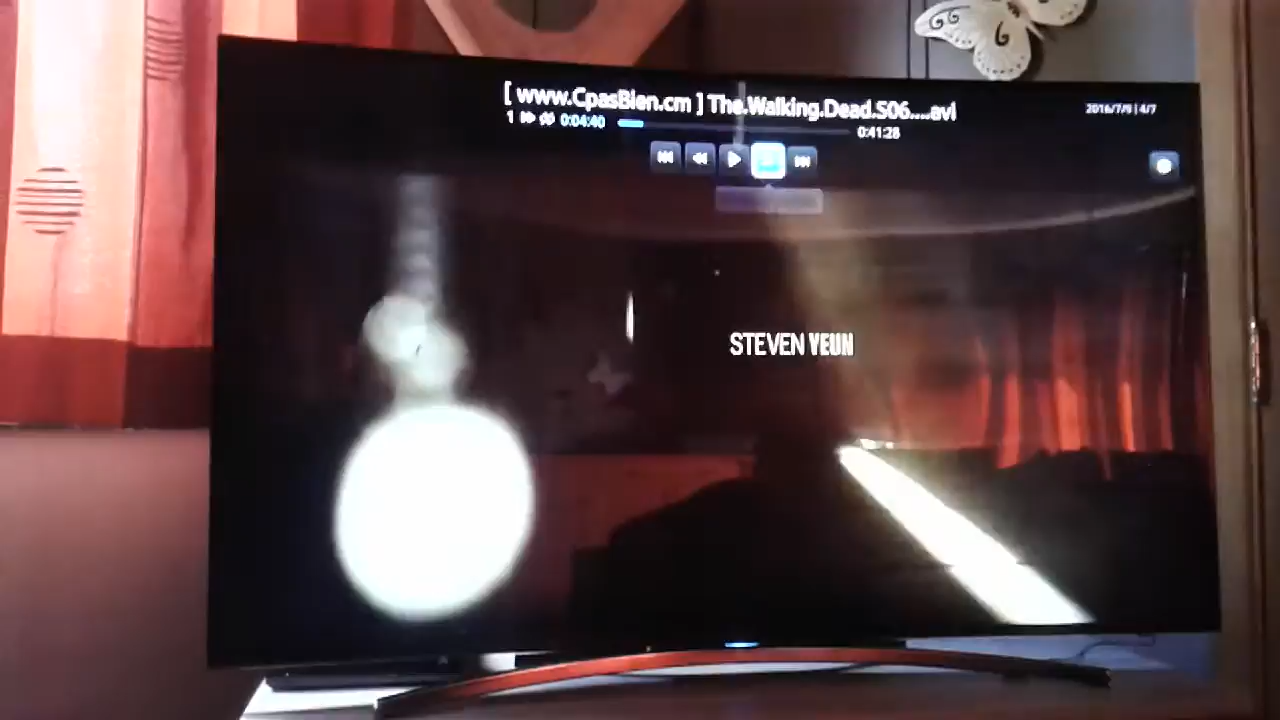 [ www.CpasBien.cm ] The.Walking.Dead.S06....avi
1 0:04:40 0:41:28
2016/7/9 | 4/7
STEVEN YEUN